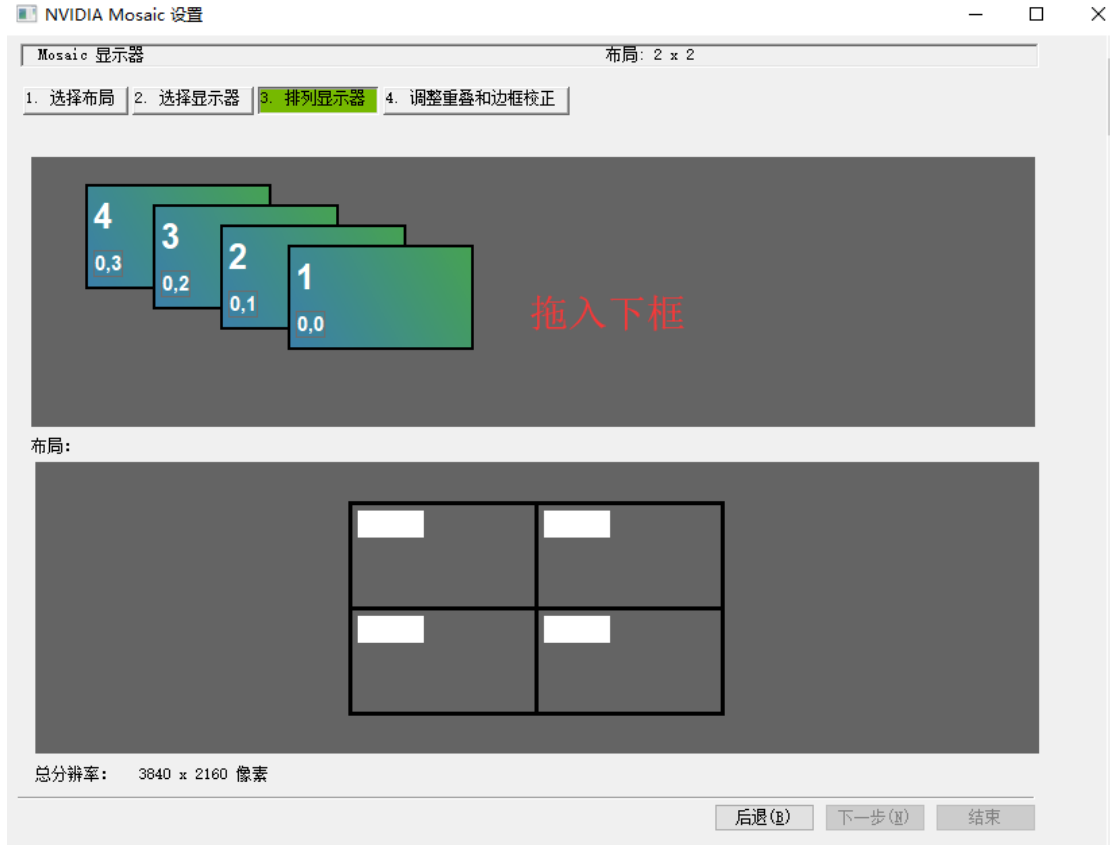 NVIDIA Mosaic 设置
Mosaic 显示器 布局: 2 x 2
1. 选择布局 2. 选择显示器 3. 排列显示器 4. 调整重叠和边框校正
4
0,3
3
0,2
2
0,1
1
0,0
拖入下框
布局:
总分辨率: 3840 x 2160 像素
后退(B) 下一步(N) 结束